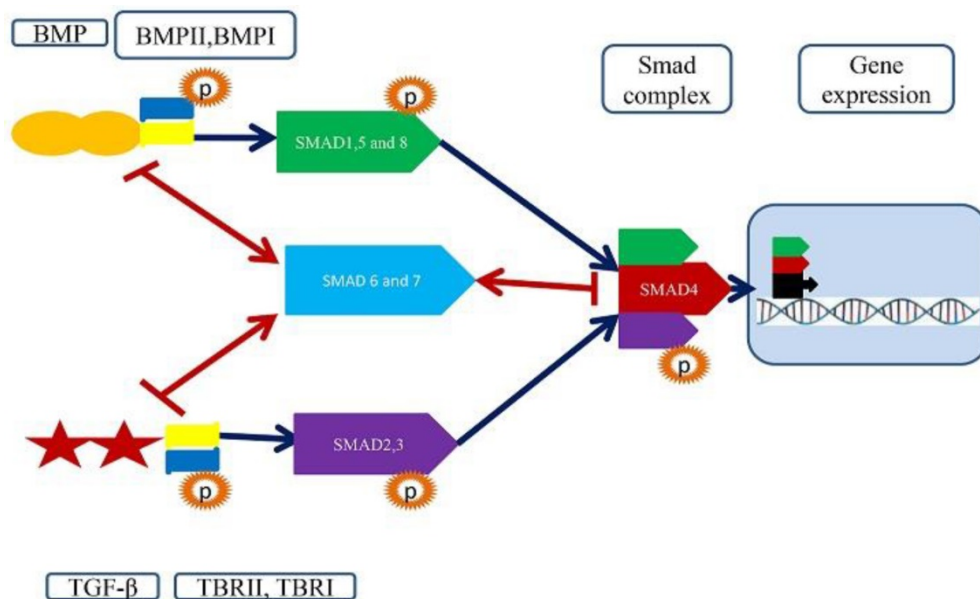 BMP
BMPII,BMPI
Smad
complex
Gene
expression
p
p
SMAD1,5 and 8
SMAD 6 and 7
SMAD4
p
SMAD2,3
p
p
TGF-β
TBRII, TBRI